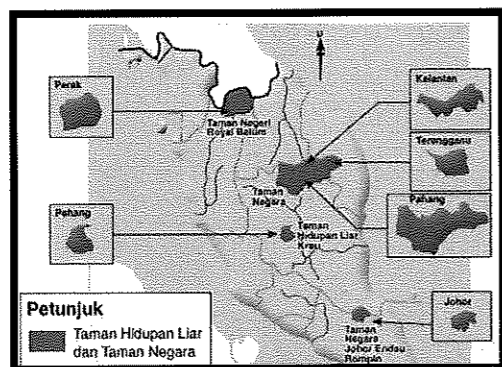 U
Perak
Taman Negeri
Royal Belum
Kelantan
Terengganu
Taman
Negara
Pahang
Pahang
Taman
Hidupan Liar
Krau
Petunjuk
Taman Hidupan Liar
dan Taman Negara
Johor
Taman
Negara
Johor Endau
Rompin